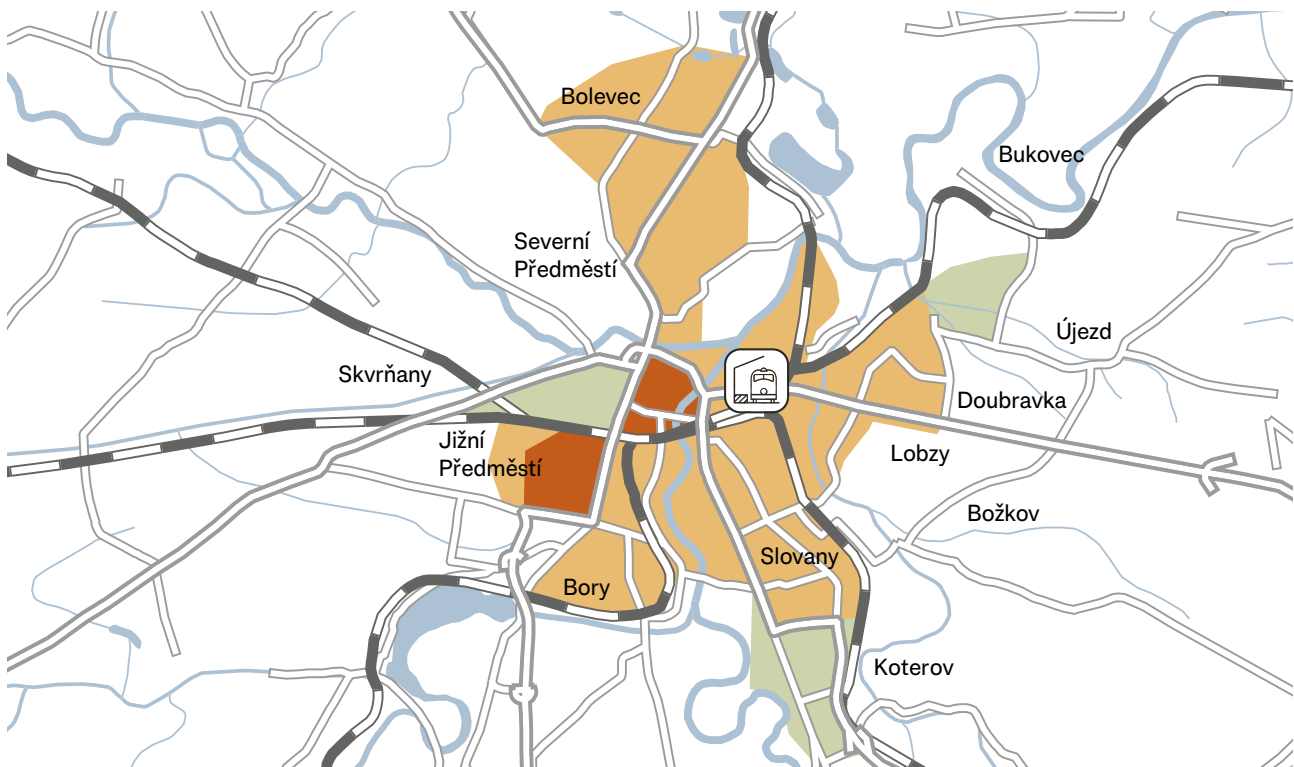 Bolevec
Bukovec
Severní
Předměstí
Újezd
Skvrňany
Doubravka
Jižní
Předměstí
Lobzy
Božkov
Slovany
Bory
Koterov